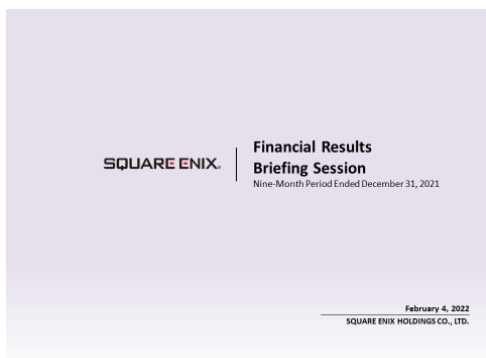 SQUARE ENIX.
Financial Results
Briefing Session
Nine-Month Period Ended December 31, 2021
February 4, 2022
SQUARE ENIX HOLDINGS CO., LTD.